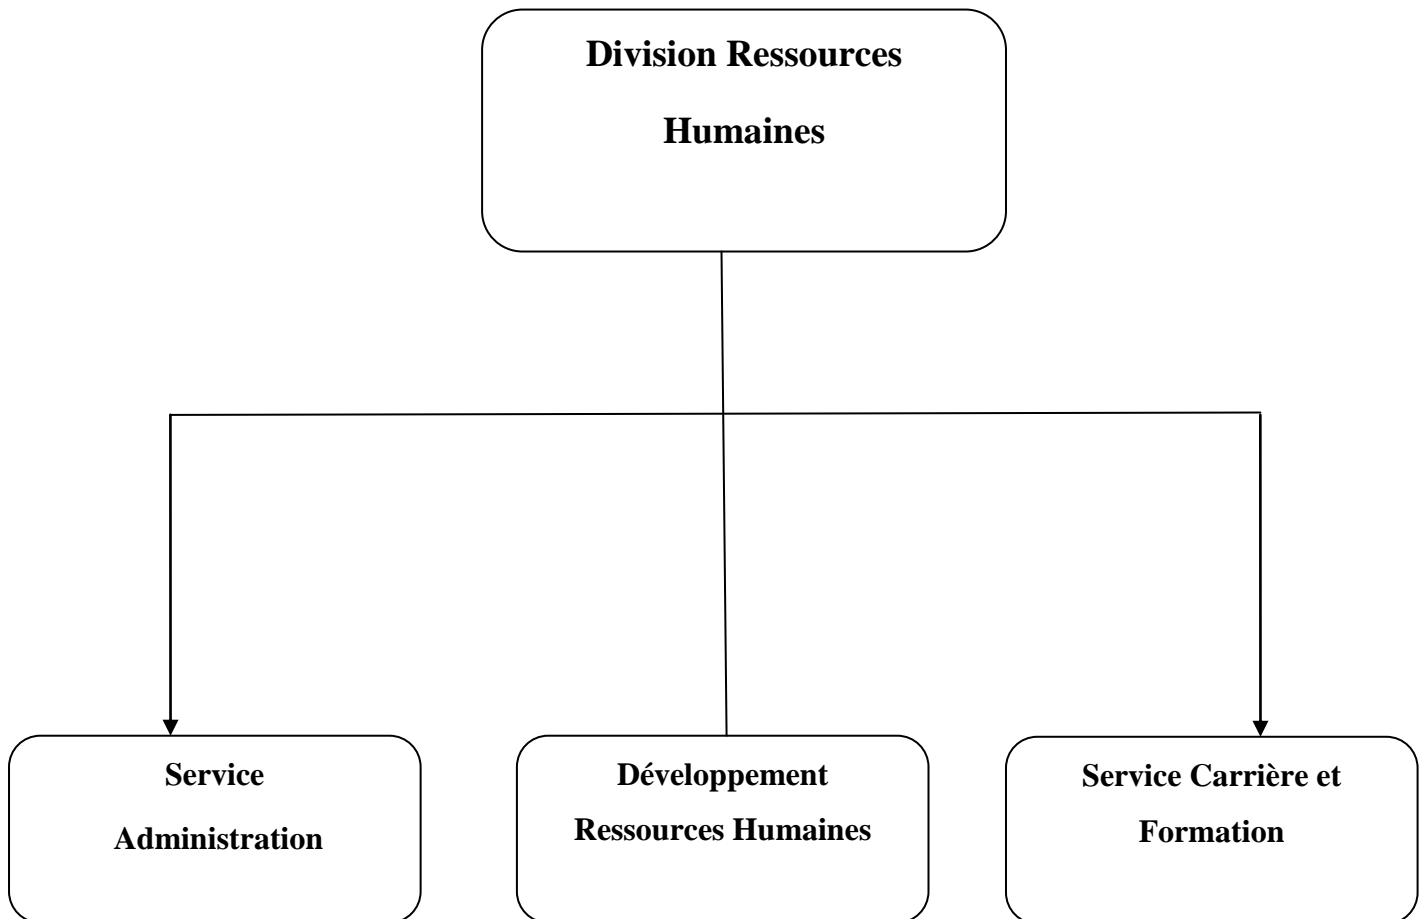 Division Ressources
Humaines
Service
Administration
Développement
Ressources Humaines
Service Carrière et
Formation